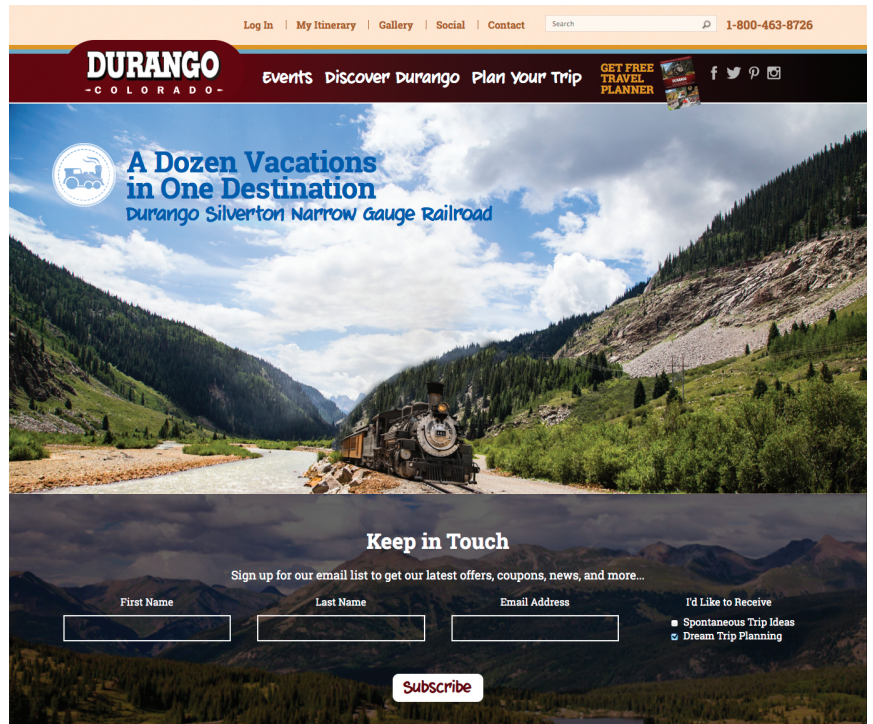 Log In | My Itinerary | Gallery | Social | Contact
Search
1-800-463-8726
DURANGO
-COLORADO-
Events Discover Durango Plan Your Trip
GET FREE
TRAVEL
PLANNER
A Dozen Vacations
in One Destination
Durango Silverton Narrow Gauge Railroad
Keep in Touch
Sign up for our email list to get our latest offers, coupons, news, and more...
First Name
Last Name
Email Address
I'd Like to Receive
Spontaneous Trip Ideas
Dream Trip Planning
Subscribe